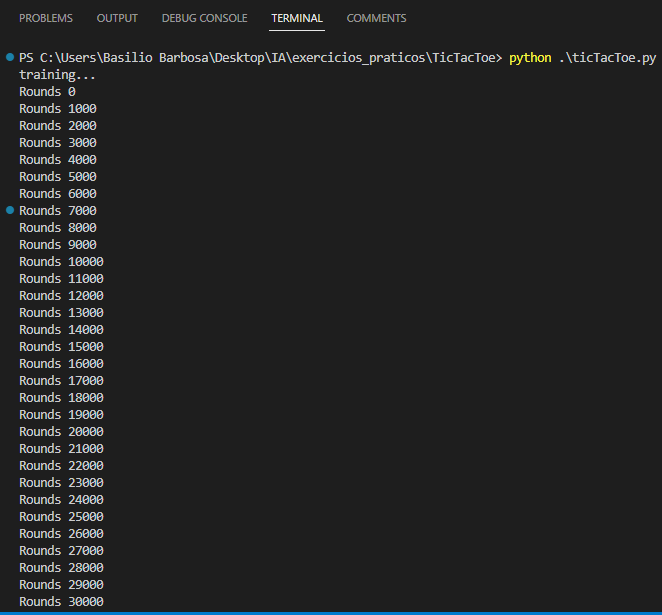 PROBLEMS OUTPUT DEBUG CONSOLE TERMINAL COMMENTS
PS C:\Users\Basilio Barbosa\Desktop\IA\exercicios_praticos\TicTacToe> python .\ticTacToe.py
training...
Rounds 0
Rounds 1000
Rounds 2000
Rounds 3000
Rounds 4000
Rounds 5000
Rounds 6000
Rounds 7000
Rounds 8000
Rounds 9000
Rounds 10000
Rounds 11000
Rounds 12000
Rounds 13000
Rounds 14000
Rounds 15000
Rounds 16000
Rounds 17000
Rounds 18000
Rounds 19000
Rounds 20000
Rounds 21000
Rounds 22000
Rounds 23000
Rounds 24000
Rounds 25000
Rounds 26000
Rounds 27000
Rounds 28000
Rounds 29000
Rounds 30000